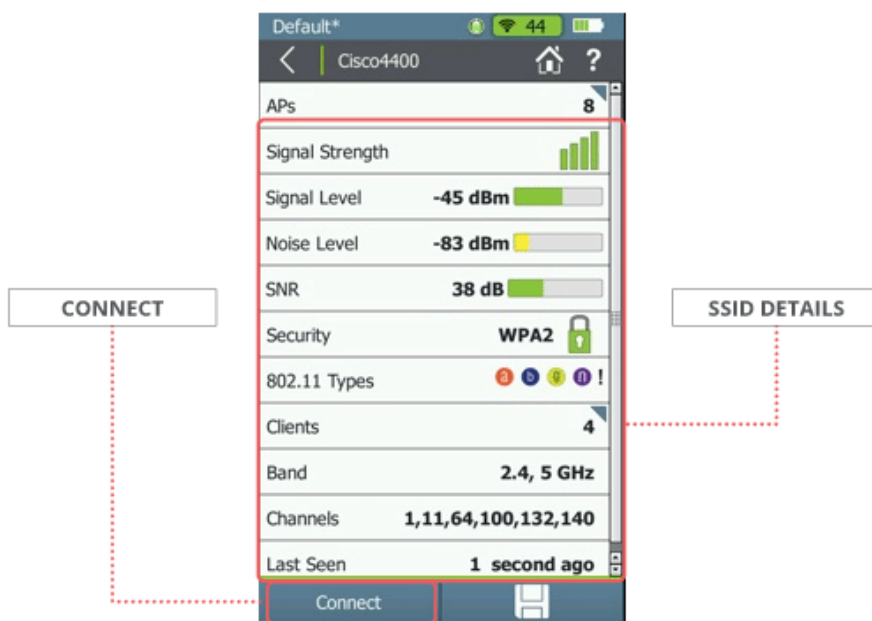 Default* 44
Cisco4400 ?
APs 8
Signal Strength
Signal Level -45 dBm
Noise Level -83 dBm
SNR 38 dB
CONNECT
SSID DETAILS
Security WPA2
802.11 Types a b g n !
Clients 4
Band 2.4, 5 GHz
Channels 1,11,64,100,132,140
Last Seen 1 second ago
Connect